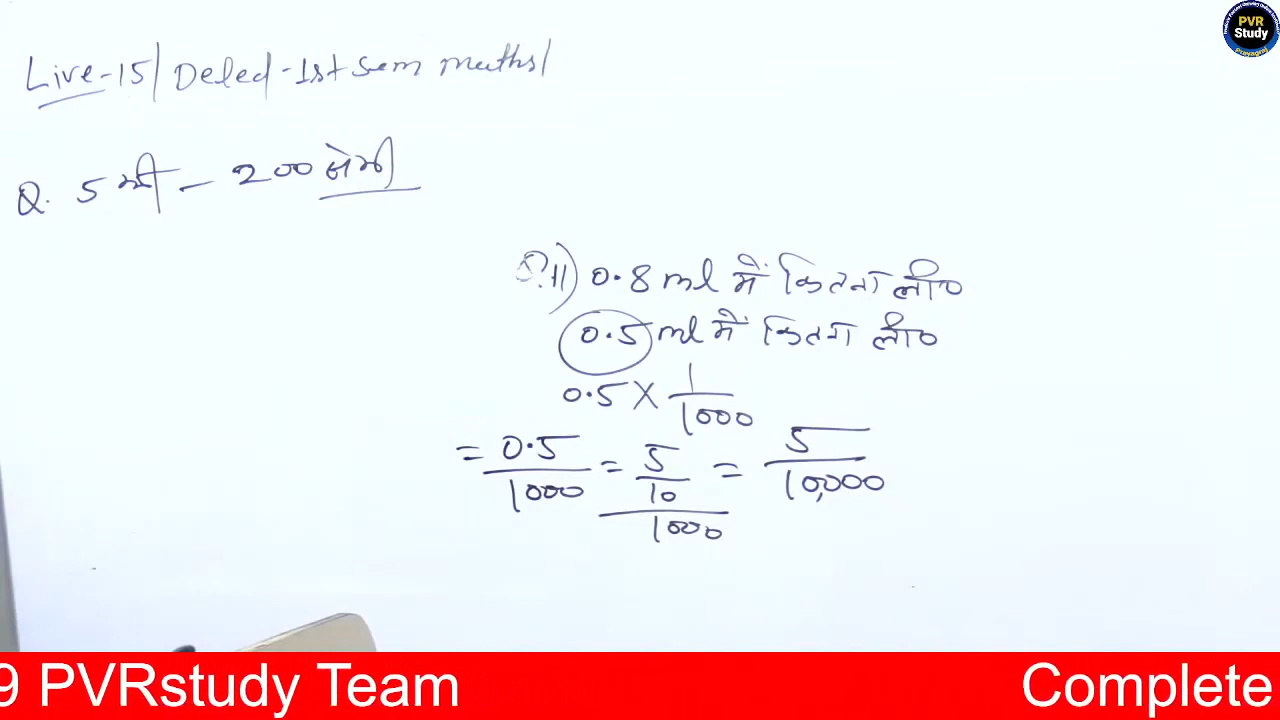 Live-15/ Deled-1st sem maths/
PVR
Study
Prayagraj
Q. 5 मी - 200 सेमी
Q.11) 0.8 ml में कितना ली०
0.5 ml में कितना ली०
0.5 × 1/1000
= 0.5/1000 = 5/10/1000 = 5/10,000
9 PVRstudy Team Complete